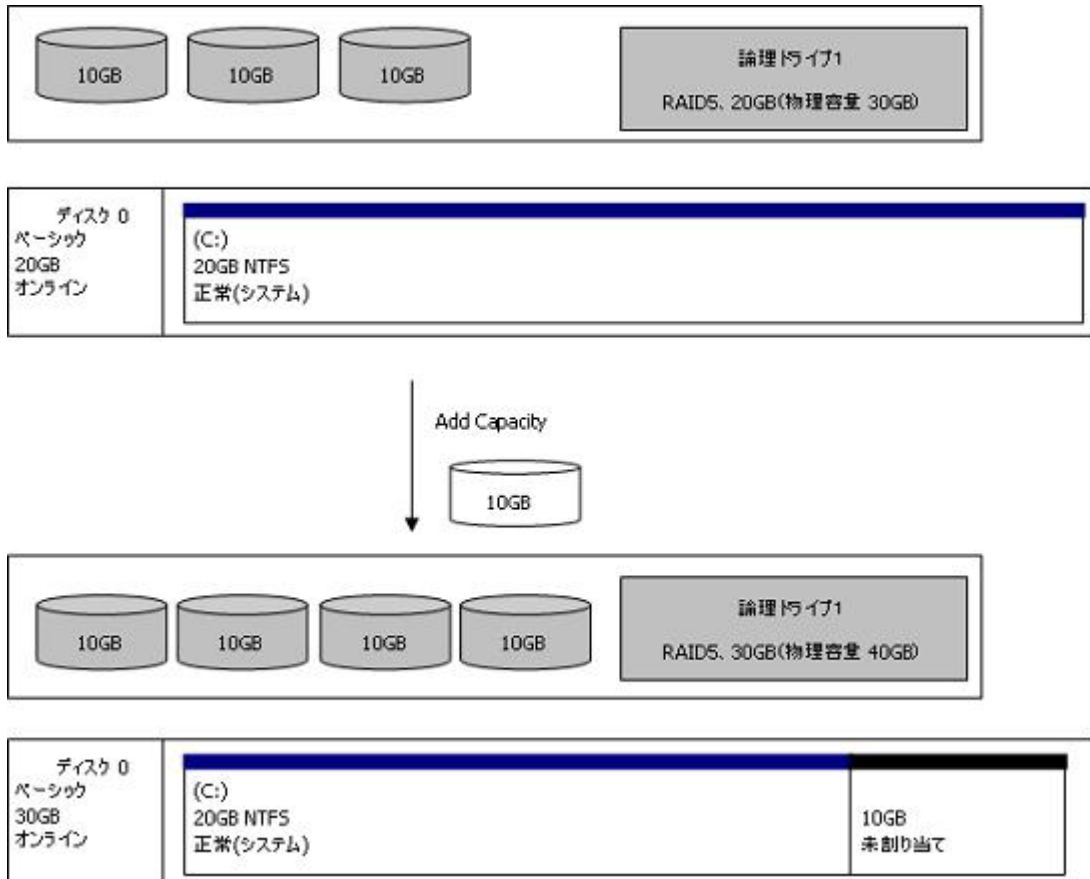 10GB
10GB
10GB
論理ドライブ1
RAID5、20GB(物理容量 30GB)
ディスク 0
ベーシック
20GB
オンライン
(C:)
20GB NTFS
正常(システム)
Add Capacity
10GB
10GB
10GB
10GB
10GB
論理ドライブ1
RAID5、30GB(物理容量 40GB)
ディスク 0
ベーシック
30GB
オンライン
(C:)
20GB NTFS
正常(システム)
10GB
未割り当て